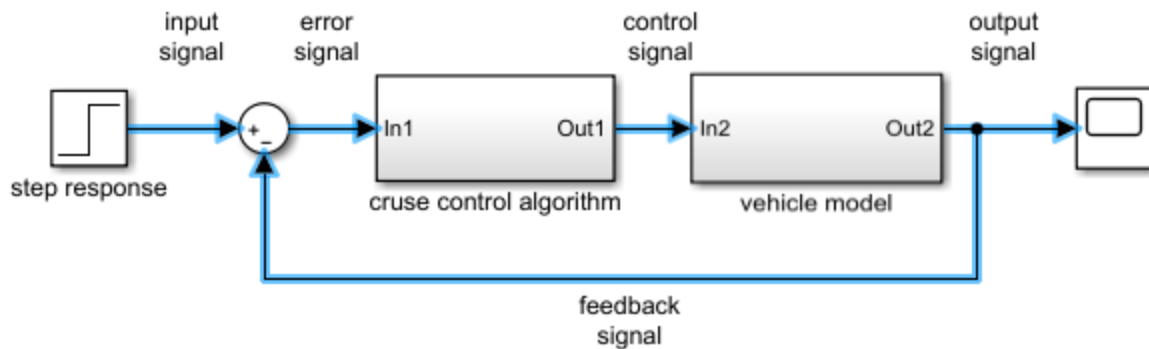 input
signal
error
signal
control
signal
output
signal
+
−
In1
Out1
In2
Out2
step response
cruse control algorithm
vehicle model
feedback
signal